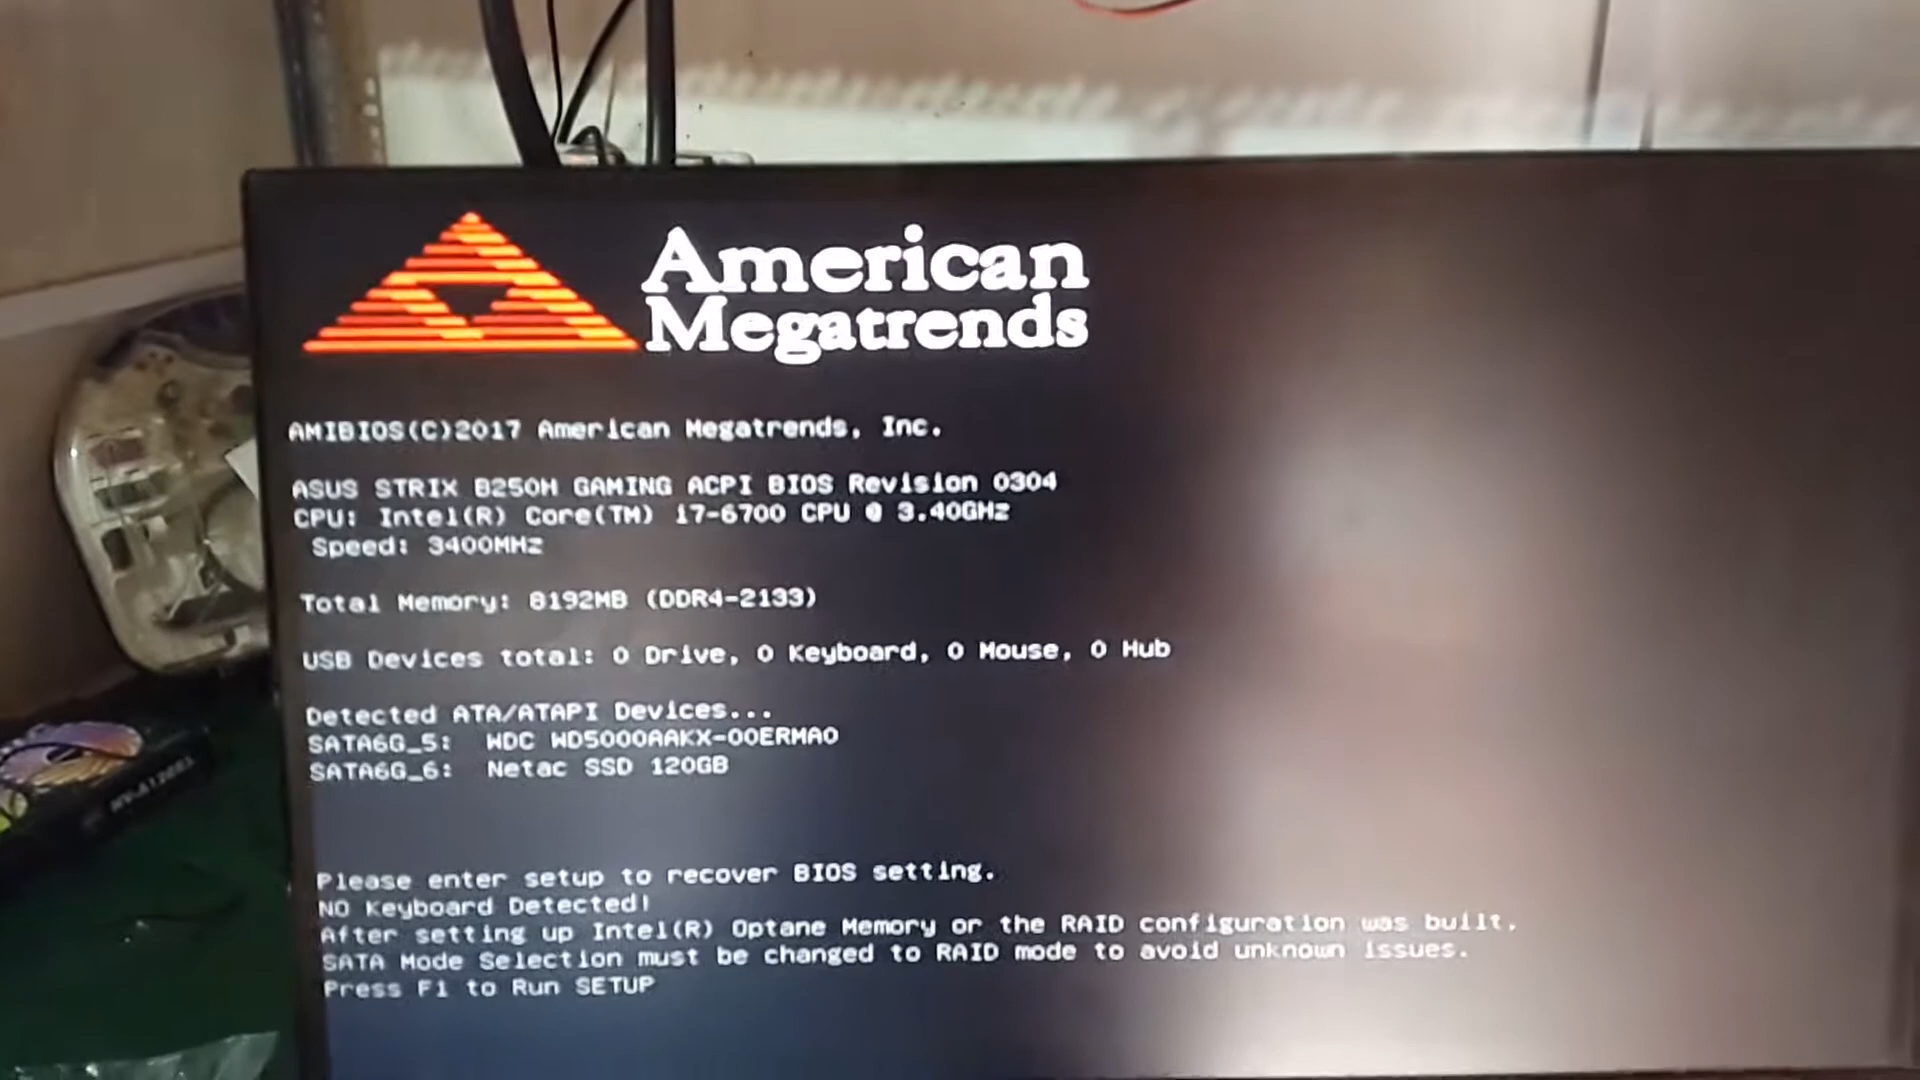 American
Megatrends
AMIBIOS(C)2017 American Megatrends, Inc.
ASUS STRIX B250H GAMING ACPI BIOS Revision 0304
CPU: Intel(R) Core(TM) i7-6700 CPU @ 3.40GHz
Speed: 3400MHz
Total Memory: 8192MB (DDR4-2133)
USB Devices total: 0 Drive, 0 Keyboard, 0 Mouse, 0 Hub
Detected ATA/ATAPI Devices...
SATA6G_5: WDC WD5000AAKX-00ERMA0
SATA6G_6: Netac SSD 120GB
Please enter setup to recover BIOS setting.
NO Keyboard Detected!
After setting up Intel(R) Optane Memory or the RAID configuration was built,
SATA Mode Selection must be changed to RAID mode to avoid unknown issues.
Press F1 to Run SETUP